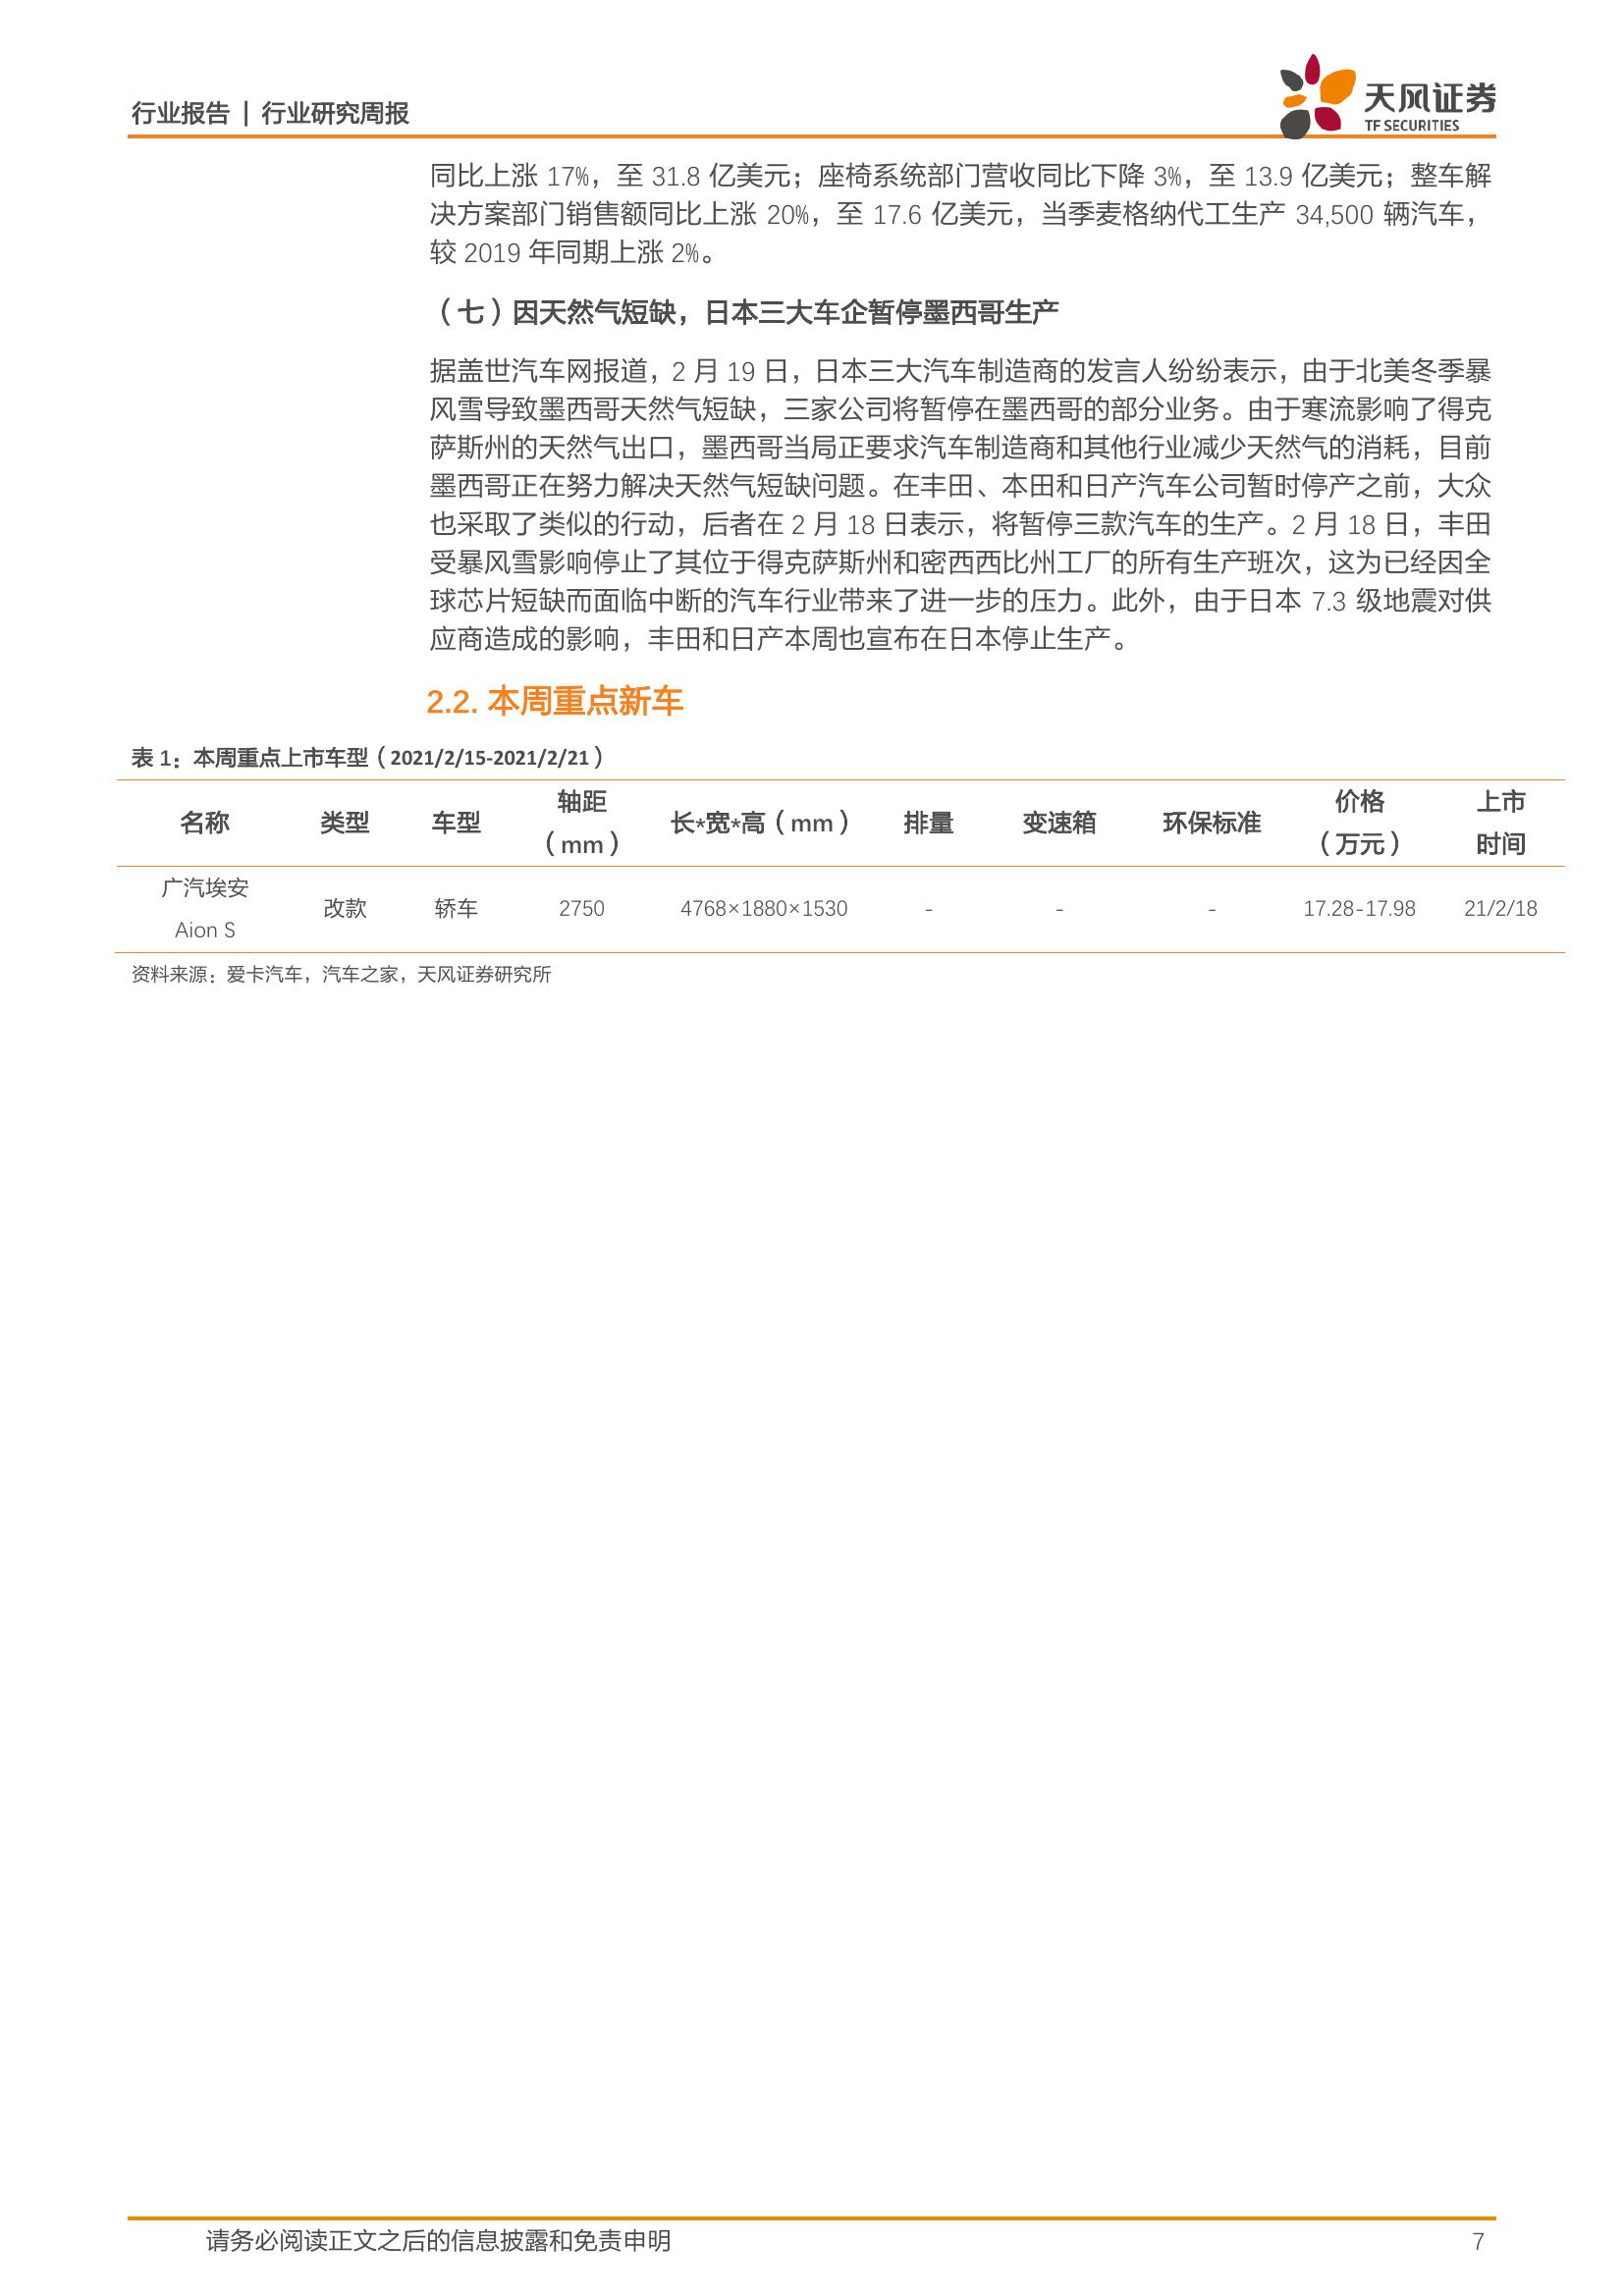 行业报告 | 行业研究周报
天风证券
TF SECURITIES
同比上涨 17%，至 31.8 亿美元；座椅系统部门营收同比下降 3%，至 13.9 亿美元；整车解
决方案部门销售额同比上涨 20%，至 17.6 亿美元，当季麦格纳代工生产 34,500 辆汽车，
较 2019 年同期上涨 2%。
（七）因天然气短缺，日本三大车企暂停墨西哥生产
据盖世汽车网报道，2 月 19 日，日本三大汽车制造商的发言人纷纷表示，由于北美冬季暴
风雪导致墨西哥天然气短缺，三家公司将暂停在墨西哥的部分业务。由于寒流影响了得克
萨斯州的天然气出口，墨西哥当局正要求汽车制造商和其他行业减少天然气的消耗，目前
墨西哥正在努力解决天然气短缺问题。在丰田、本田和日产汽车公司暂时停产之前，大众
也采取了类似的行动，后者在 2 月 18 日表示，将暂停三款汽车的生产。2 月 18 日，丰田
受暴风雪影响停止了其位于得克萨斯州和密西西比州工厂的所有生产班次，这为已经因全
球芯片短缺而面临中断的汽车行业带来了进一步的压力。此外，由于日本 7.3 级地震对供
应商造成的影响，丰田和日产本周也宣布在日本停止生产。
2.2. 本周重点新车
表 1：本周重点上市车型（2021/2/15-2021/2/21）
名称 类型 车型 轴距（mm） 长*宽*高（mm） 排量 变速箱 环保标准 价格（万元） 上市时间
广汽埃安 Aion S 改款 轿车 2750 4768×1880×1530 - - - 17.28-17.98 21/2/18
资料来源：爱卡汽车，汽车之家，天风证券研究所
请务必阅读正文之后的信息披露和免责申明 7